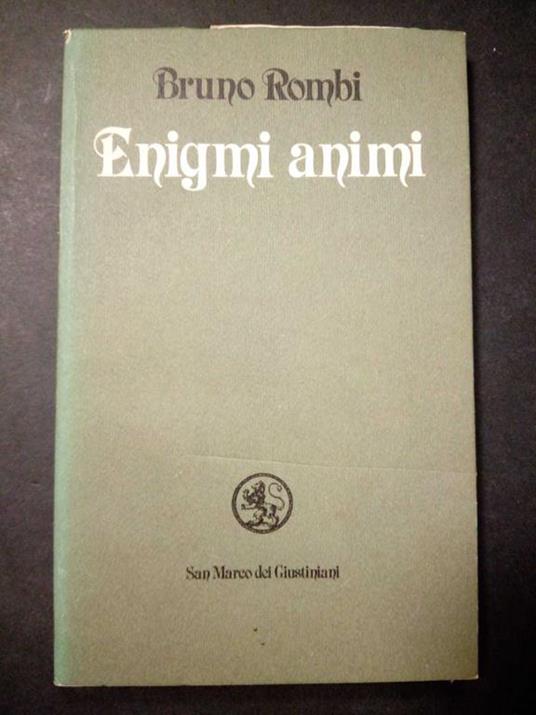 Bruno Rombi
Enigmi animi
San Marco dei Giustiniani